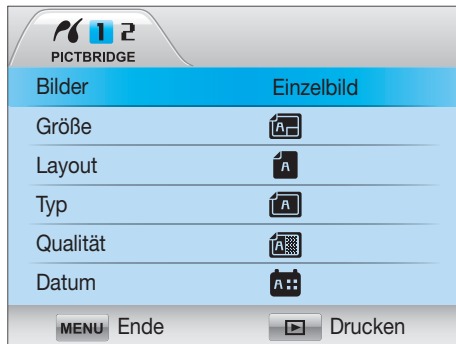 1 2
PICTBRIDGE
Bilder Einzelbild
Größe A
Layout A
Typ A
Qualität A
Datum A
MENU Ende Drucken